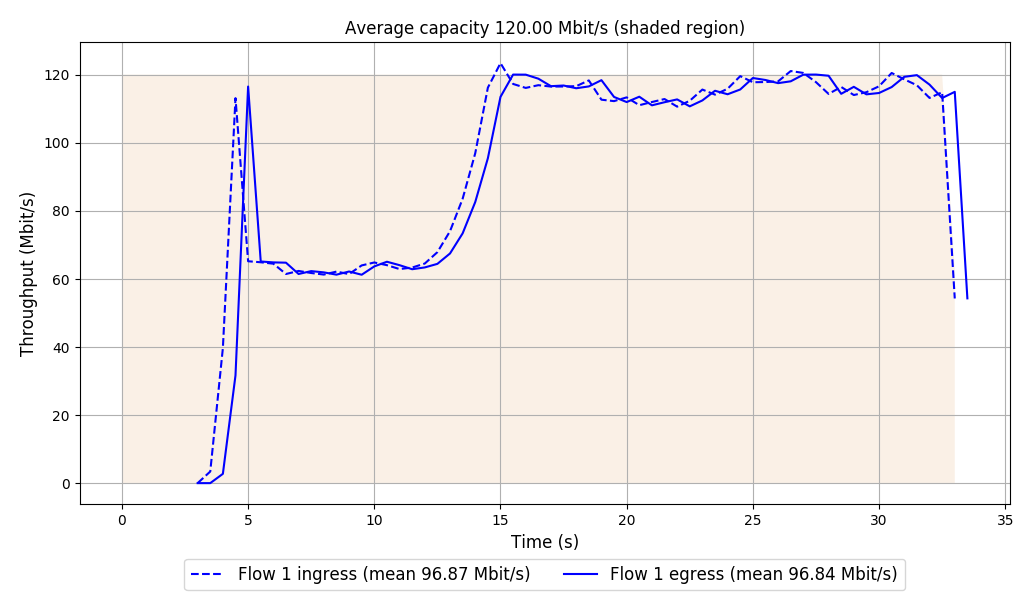 Average capacity 120.00 Mbit/s (shaded region)
Throughput (Mbit/s)
120
100
80
60
40
20
0
0 5 10 15 20 25 30 35
Time (s)
Flow 1 ingress (mean 96.87 Mbit/s) Flow 1 egress (mean 96.84 Mbit/s)